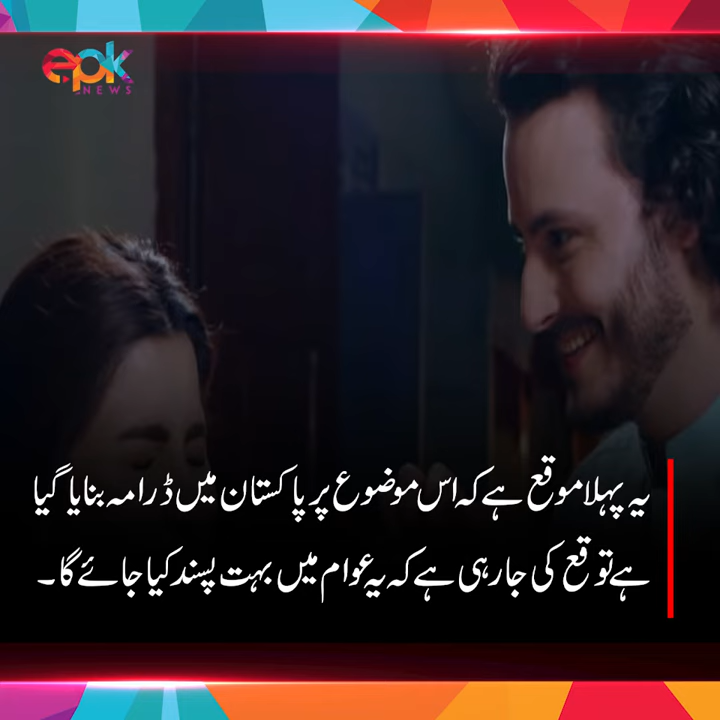 epk
NEWS
یہ پہلا موقع ہے کہ اس موضوع پر پاکستان میں ڈرامہ بنایا گیا
ہے توقع کی جارہی ہے کہ یہ عوام میں بہت پسند کیا جائے گا۔